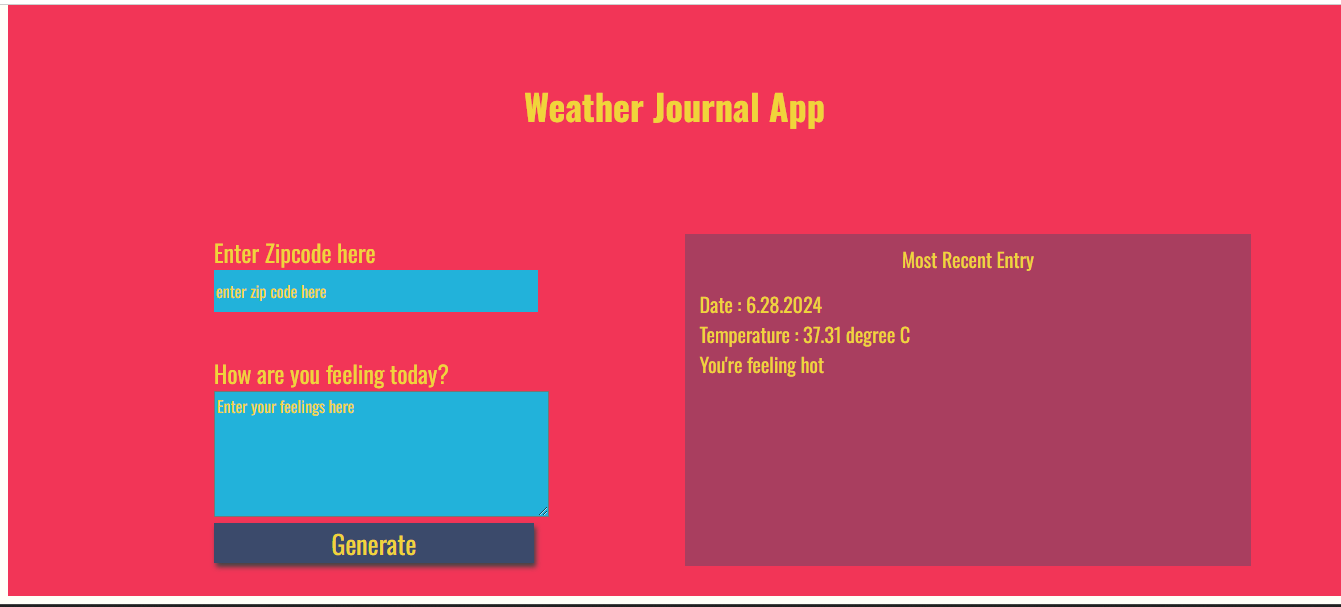 Weather Journal App
Enter Zipcode here
enter zip code here
How are you feeling today?
Enter your feelings here
Generate
Most Recent Entry
Date : 6.28.2024
Temperature : 37.31 degree C
You're feeling hot